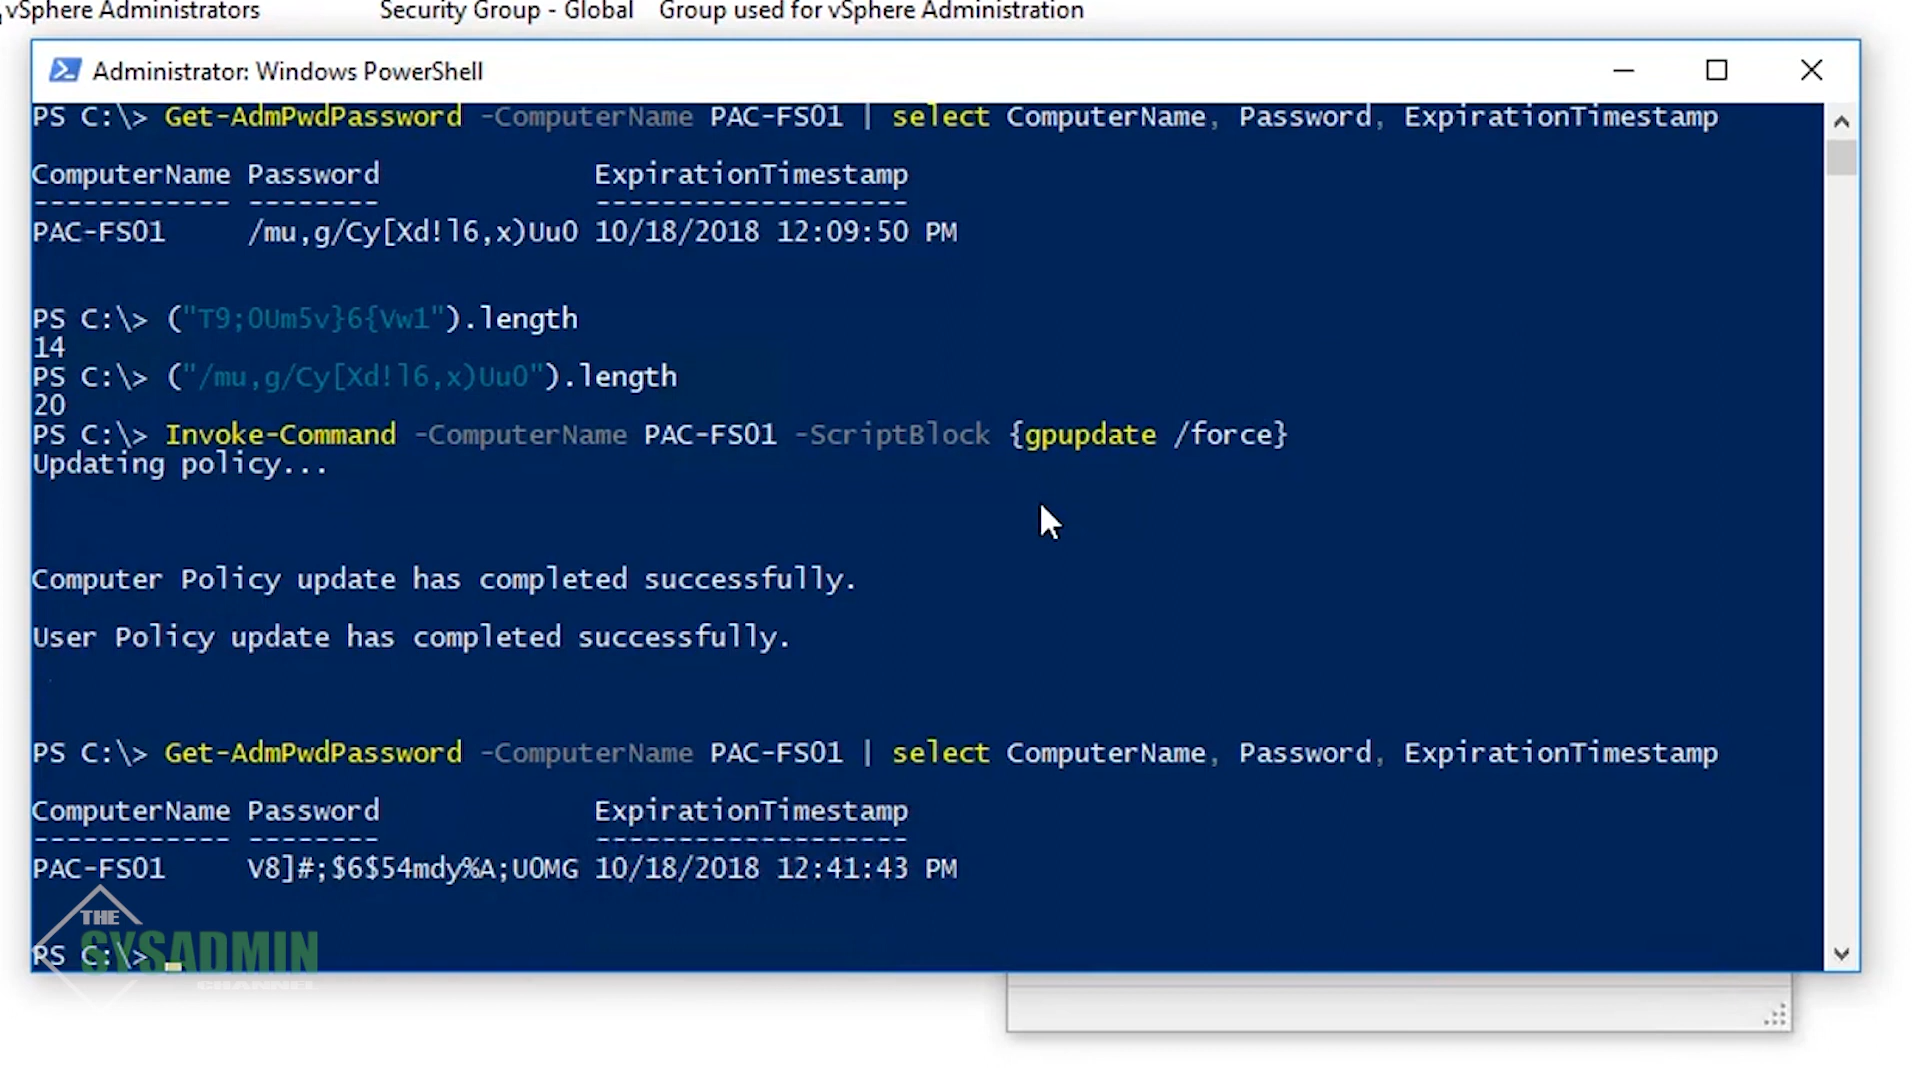 vSphere Administrators Security Group - Global Group used for vSphere Administration
Administrator: Windows PowerShell
PS C:\> Get-AdmPwdPassword -ComputerName PAC-FS01 | select ComputerName, Password, ExpirationTimestamp
ComputerName Password ExpirationTimestamp
------------ -------- -------------------
PAC-FS01 /mu,g/Cy[Xd!l6,x)Uu0 10/18/2018 12:09:50 PM
PS C:\> ("T9;OUm5v}6{Vw1").length
14
PS C:\> ("/mu,g/Cy[Xd!l6,x)Uu0").length
20
PS C:\> Invoke-Command -ComputerName PAC-FS01 -ScriptBlock {gpupdate /force}
Updating policy...
Computer Policy update has completed successfully.
User Policy update has completed successfully.
PS C:\> Get-AdmPwdPassword -ComputerName PAC-FS01 | select ComputerName, Password, ExpirationTimestamp
ComputerName Password ExpirationTimestamp
------------ -------- -------------------
PAC-FS01 V8]#;$6$54mdy%A;UOMG 10/18/2018 12:41:43 PM
PS C:\>
THE
SYSADMIN
CHANNEL